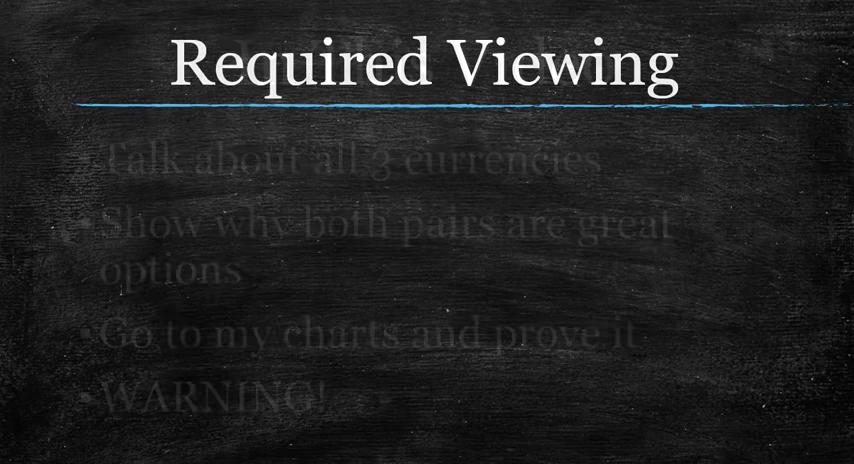 Required Viewing
Talk about all 3 currencies
• Show why both pairs are great
options
• Go to my charts and prove it
• WARNING!